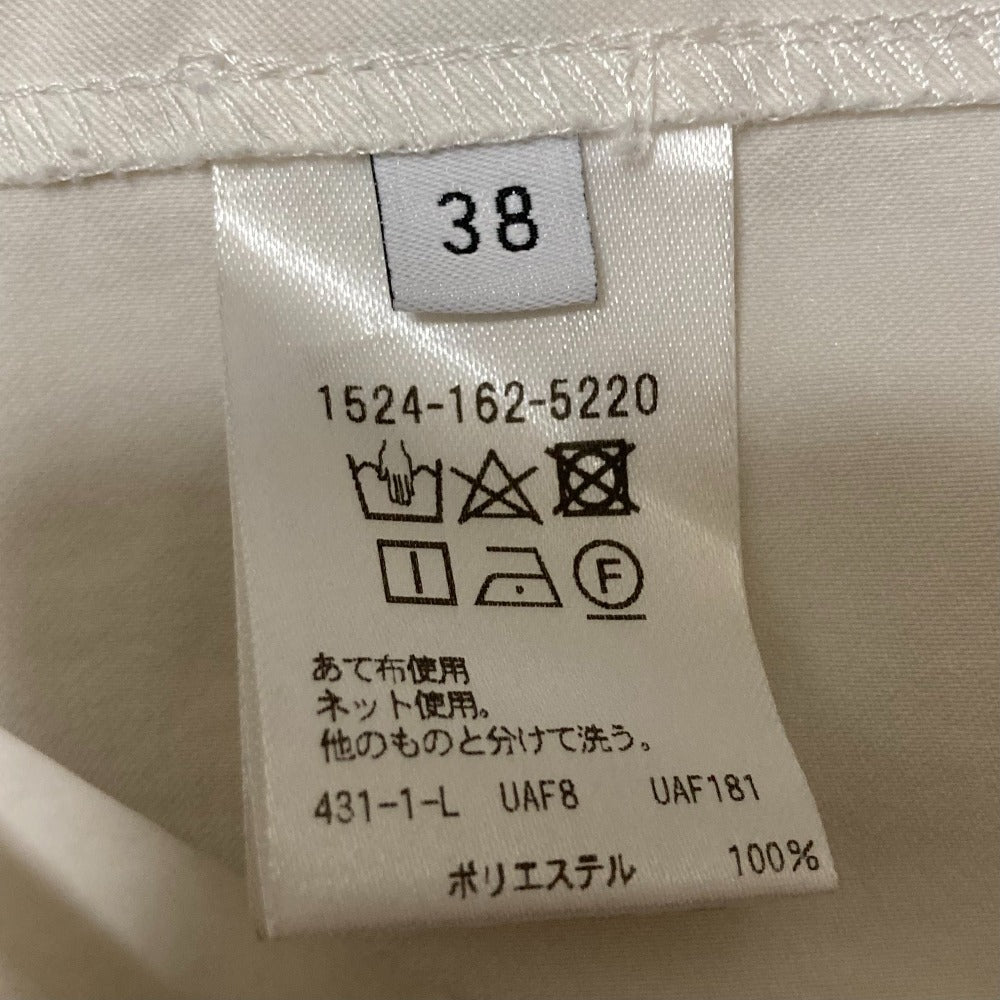 38
1524-162-5220
F
あて布使用
ネット使用。
他のものと分けて洗う。
431-1-L UAF8 UAF181
ポリエステル 100%